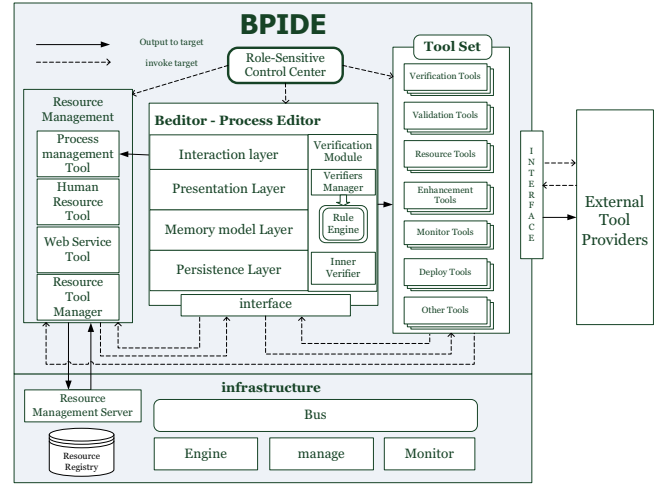 BPIDE
Output to target
invoke target
Role-Sensitive
Control Center
Tool Set
Verification Tools
Validation Tools
Resource Tools
Enhancement
Tools
Monitor Tools
Deploy Tools
Other Tools
Resource
Management
Process
management
Tool
Human
Resource Tool
Web Service
Tool
Resource
Tool
Manager
Beditor - Process Editor
Interaction layer
Presentation Layer
Memory model Layer
Persistence Layer
Verification
Module
Verifiers
Manager
Rule
Engine
Inner
Verifier
interface
INTERFACE
External
Tool
Providers
infrastructure
Resource
Management Server
Resource
Registry
Bus
Engine
manage
Monitor